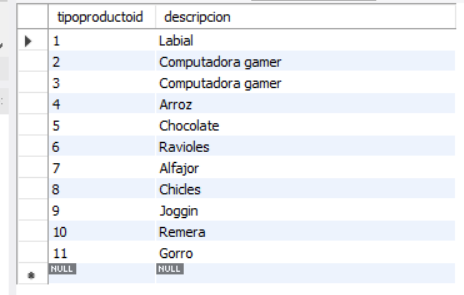 tipoproductoid descripcion
1 Labial
2 Computadora gamer
3 Computadora gamer
4 Arroz
5 Chocolate
6 Ravioles
7 Alfajor
8 Chicles
9 Joggin
10 Remera
11 Gorro
NULL NULL